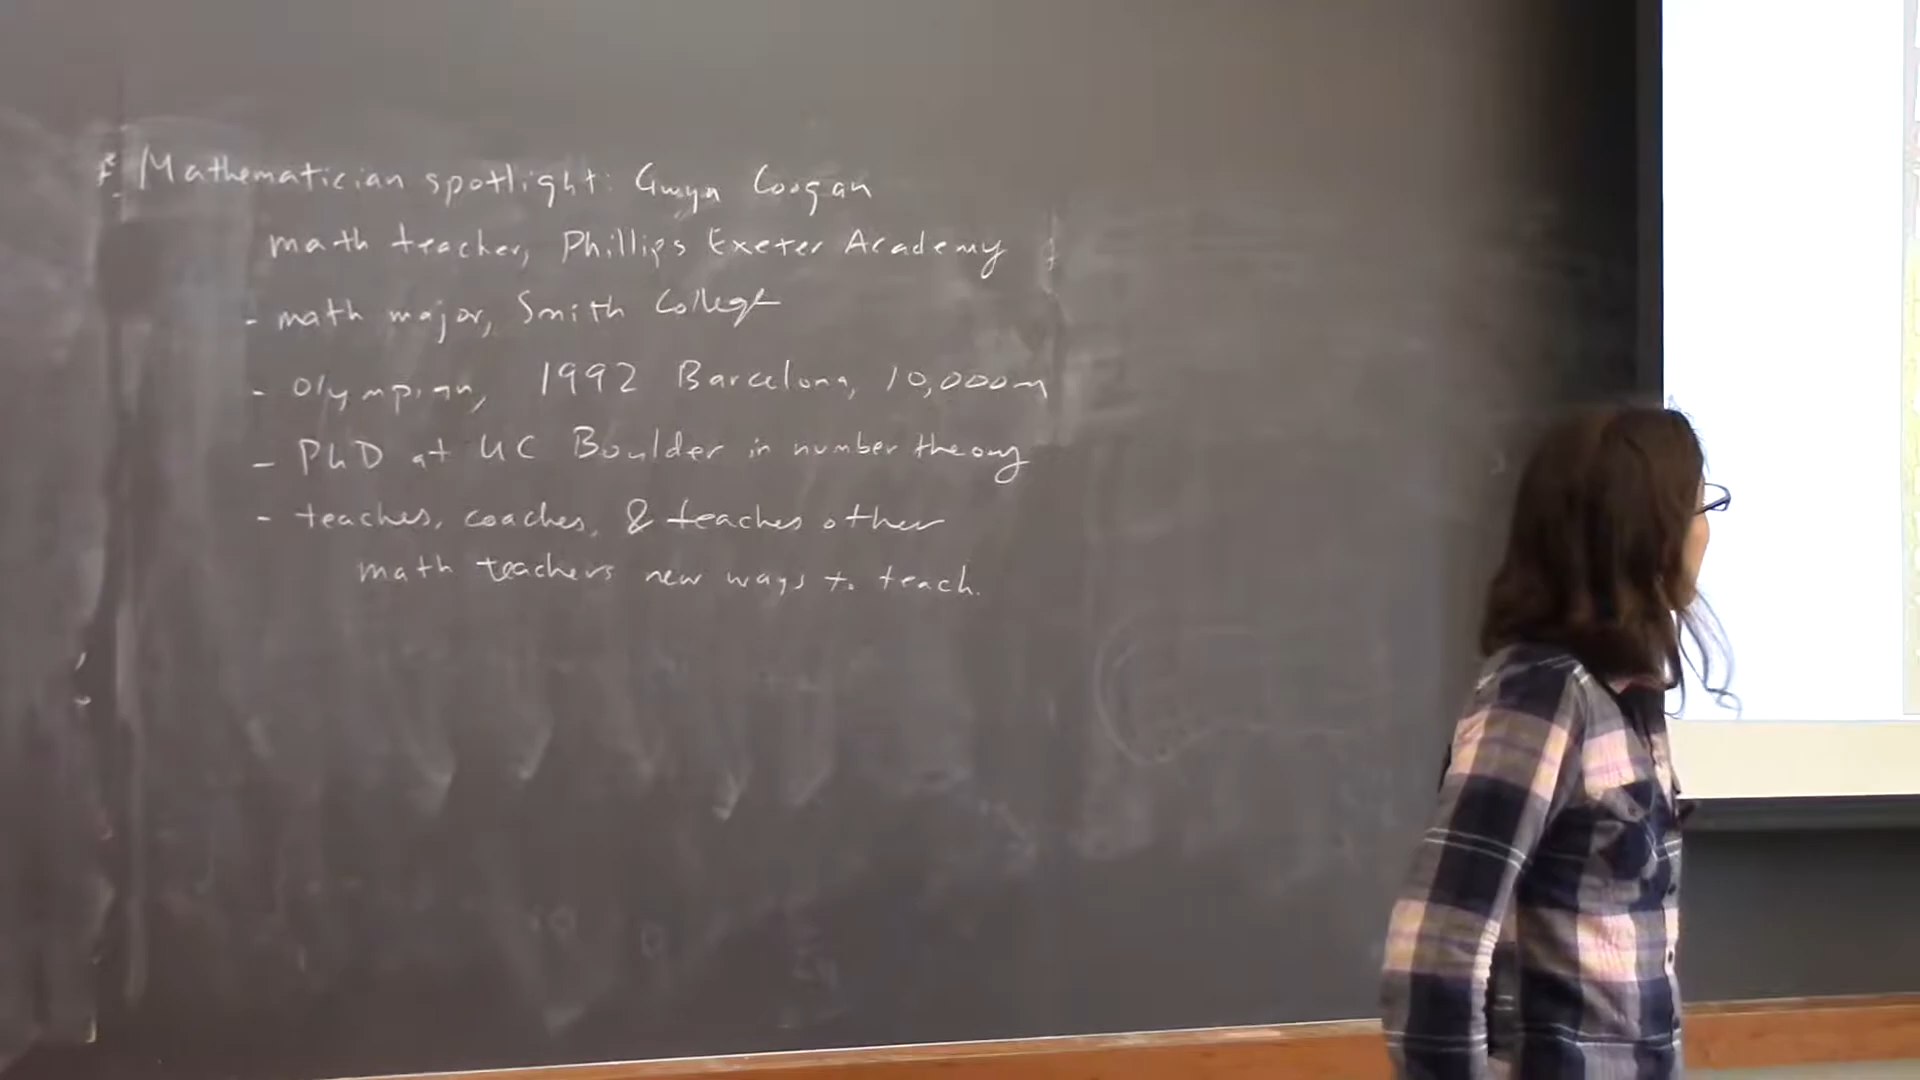 * Mathematician spotlight: Gwyn Coogan
math teacher, Phillips Exeter Academy
- math major, Smith College
- Olympian, 1992 Barcelona, 10,000m
- PhD at UC Boulder in number theory
- teaches, coaches, & teaches other
math teachers new ways to teach.